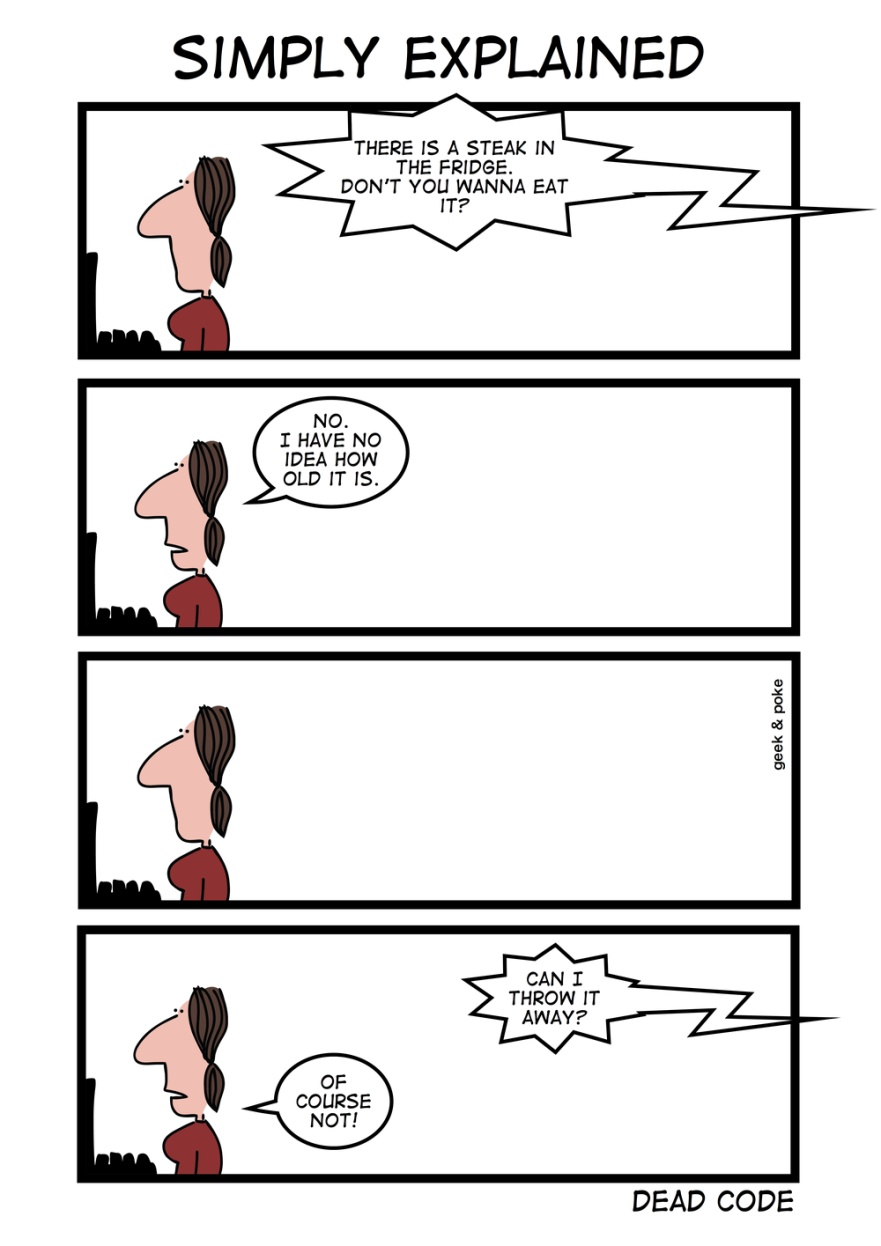 SIMPLY EXPLAINED
THERE IS A STEAK IN
THE FRIDGE.
DON'T YOU WANNA EAT
IT?
NO.
I HAVE NO
IDEA HOW
OLD IT IS.
geek & poke
CAN I
THROW IT
AWAY?
OF
COURSE
NOT!
DEAD CODE